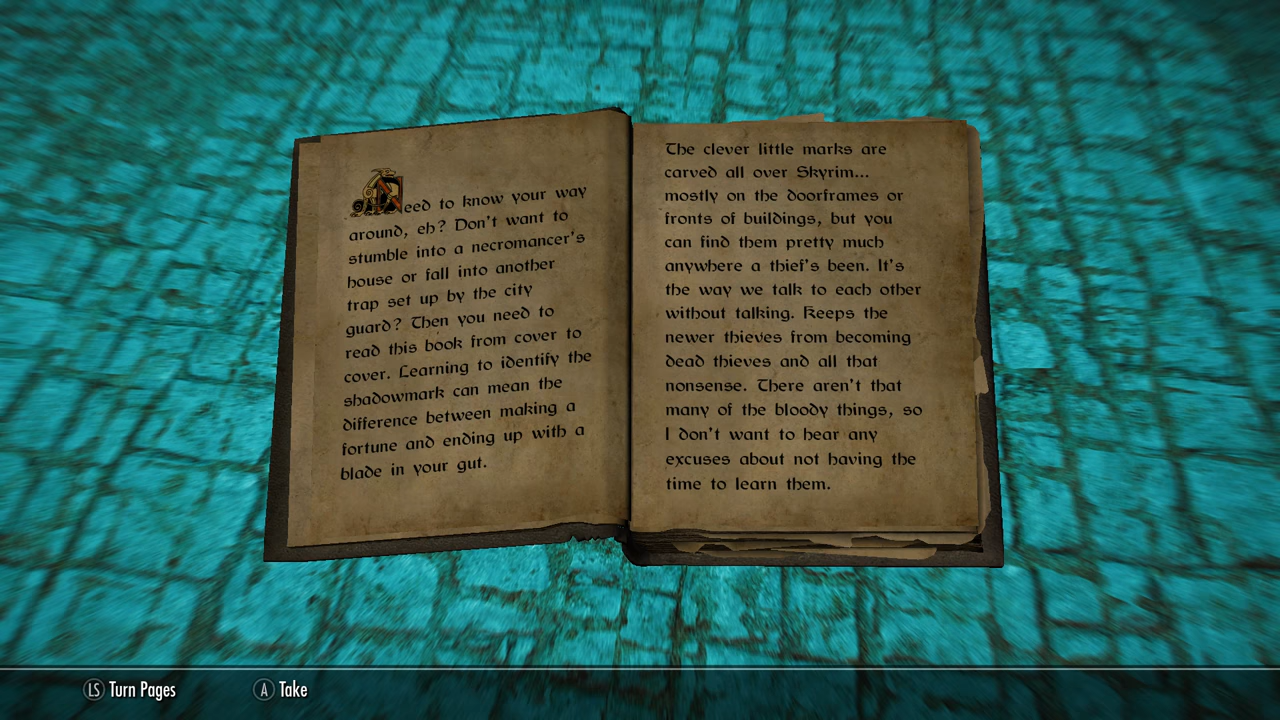 Need to know your way
around, eh? Don't want to
stumble into a necromancer's
house or fall into another
trap set up by the city
guard? Then you need to
read this book from cover to
cover. Learning to identify the
shadowmark can mean the
difference between making a
fortune and ending up with a
blade in your gut.
The clever little marks are
carved all over Skyrim...
mostly on the doorframes or
fronts of buildings, but you
can find them pretty much
anywhere a thief's been. It's
the way we talk to each other
without talking. Keeps the
newer thieves from becoming
dead thieves and all that
nonsense. There aren't that
many of the bloody things, so
I don't want to hear any
excuses about not having the
time to learn them.
LS Turn Pages
A Take